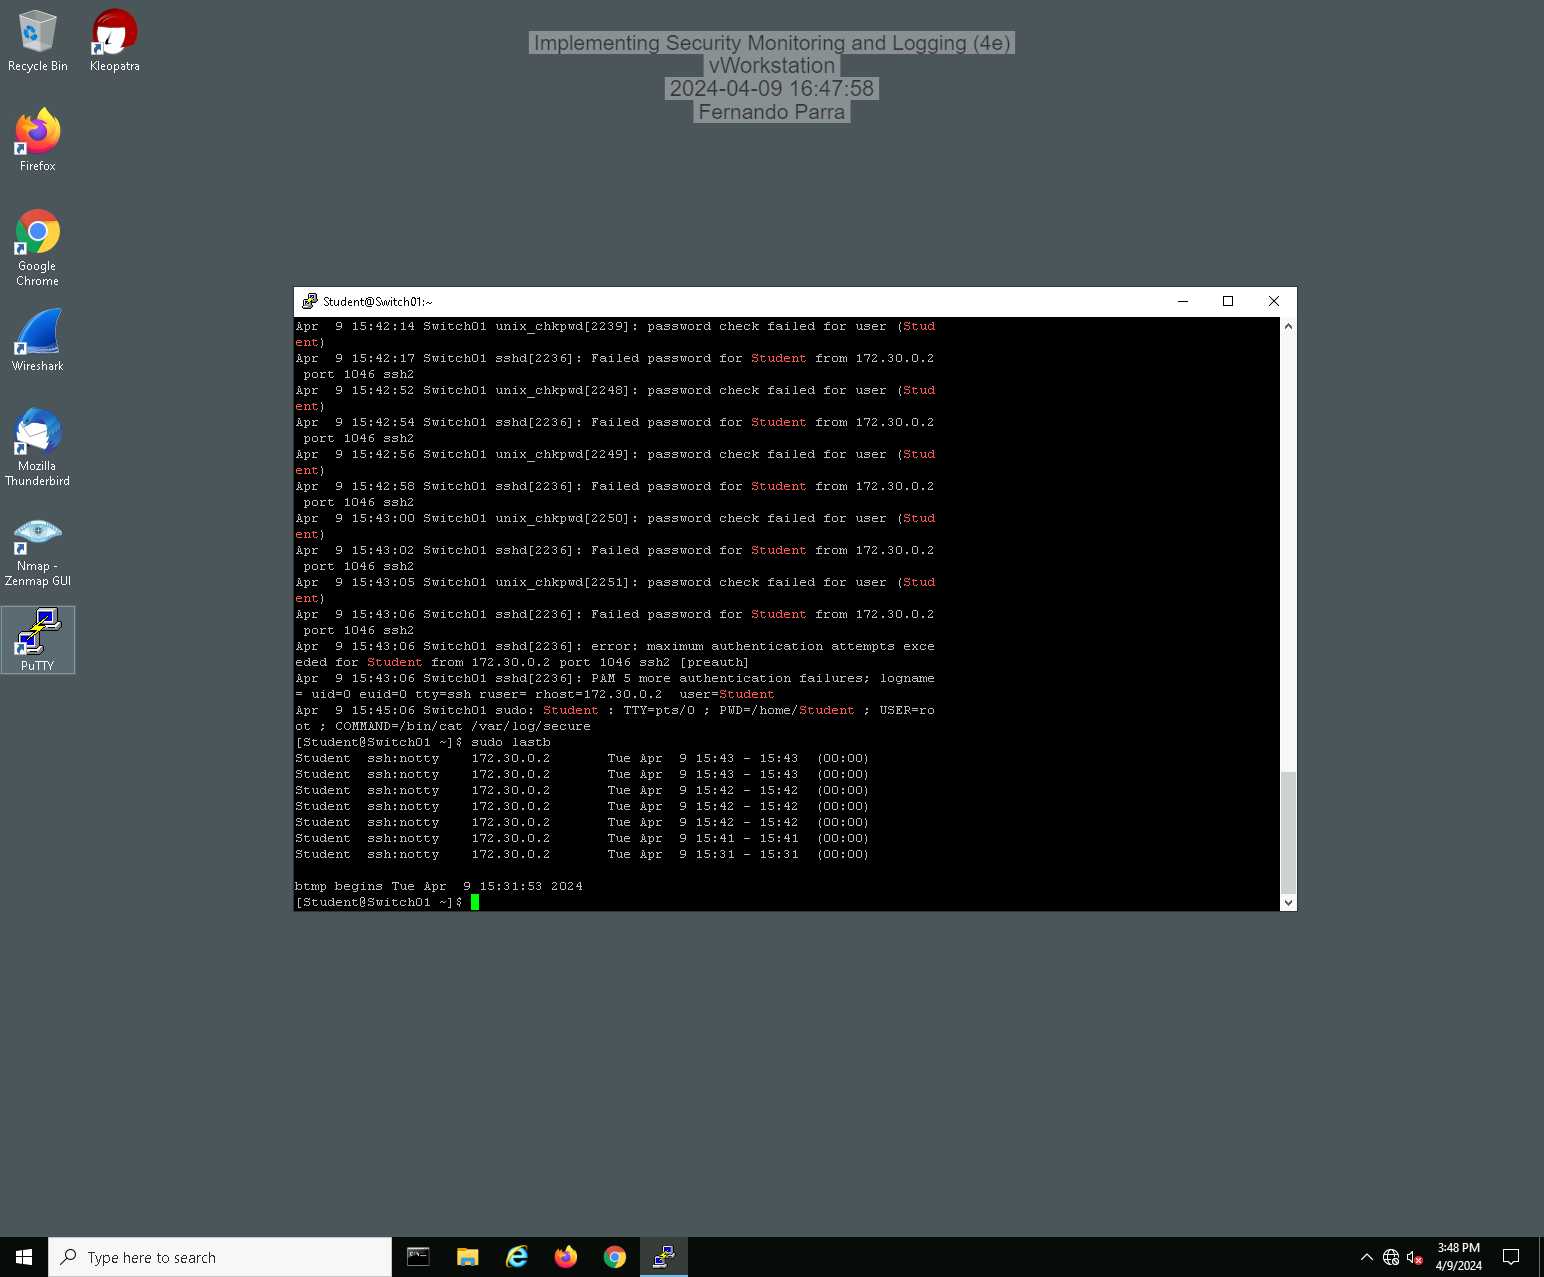 Recycle Bin
Kleopatra
Firefox
Google
Chrome
Wireshark
Mozilla
Thunderbird
Nmap -
Zenmap GUI
PuTTY
Implementing Security Monitoring and Logging (4e)
vWorkstation
2024-04-09 16:47:58
Fernando Parra
Student@Switch01:~
Apr  9 15:42:14 Switch01 unix_chkpwd[2239]: password check failed for user (Stud
ent)
Apr  9 15:42:17 Switch01 sshd[2236]: Failed password for Student from 172.30.0.2
 port 1046 ssh2
Apr  9 15:42:52 Switch01 unix_chkpwd[2248]: password check failed for user (Stud
ent)
Apr  9 15:42:54 Switch01 sshd[2236]: Failed password for Student from 172.30.0.2
 port 1046 ssh2
Apr  9 15:42:56 Switch01 unix_chkpwd[2249]: password check failed for user (Stud
ent)
Apr  9 15:42:58 Switch01 sshd[2236]: Failed password for Student from 172.30.0.2
 port 1046 ssh2
Apr  9 15:43:00 Switch01 unix_chkpwd[2250]: password check failed for user (Stud
ent)
Apr  9 15:43:02 Switch01 sshd[2236]: Failed password for Student from 172.30.0.2
 port 1046 ssh2
Apr  9 15:43:05 Switch01 unix_chkpwd[2251]: password check failed for user (Stud
ent)
Apr  9 15:43:06 Switch01 sshd[2236]: Failed password for Student from 172.30.0.2
 port 1046 ssh2
Apr  9 15:43:06 Switch01 sshd[2236]: error: maximum authentication attempts exce
eded for Student from 172.30.0.2 port 1046 ssh2 [preauth]
Apr  9 15:43:06 Switch01 sshd[2236]: PAM 5 more authentication failures; logname
= uid=0 euid=0 tty=ssh ruser= rhost=172.30.0.2  user=Student
Apr  9 15:45:06 Switch01 sudo: Student : TTY=pts/0 ; PWD=/home/Student ; USER=ro
ot ; COMMAND=/bin/cat /var/log/secure
[Student@Switch01 ~]$ sudo lastb
Student  ssh:notty    172.30.0.2       Tue Apr  9 15:43 - 15:43  (00:00)
Student  ssh:notty    172.30.0.2       Tue Apr  9 15:43 - 15:43  (00:00)
Student  ssh:notty    172.30.0.2       Tue Apr  9 15:42 - 15:42  (00:00)
Student  ssh:notty    172.30.0.2       Tue Apr  9 15:42 - 15:42  (00:00)
Student  ssh:notty    172.30.0.2       Tue Apr  9 15:42 - 15:42  (00:00)
Student  ssh:notty    172.30.0.2       Tue Apr  9 15:41 - 15:41  (00:00)
Student  ssh:notty    172.30.0.2       Tue Apr  9 15:31 - 15:31  (00:00)
btmp begins Tue Apr  9 15:31:53 2024
[Student@Switch01 ~]$
Type here to search
3:48 PM
4/9/2024